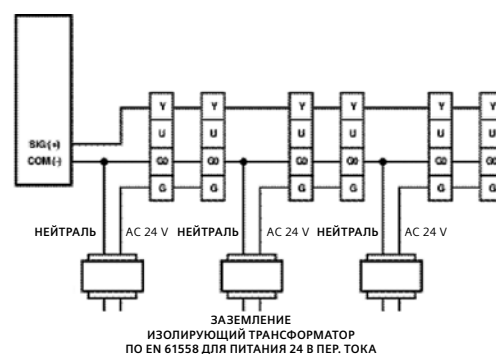 Y Y Y Y Y Y
U U U U U U
SIG(+)
COM(-) G0 G0 G0 G0 G0 G0
G G G G G G
НЕЙТРАЛЬ AC 24 V НЕЙТРАЛЬ AC 24 V НЕЙТРАЛЬ AC 24 V
ЗАЗЕМЛЕНИЕ
ИЗОЛИРУЮЩИЙ ТРАНСФОРМАТОР
ПО EN 61558 ДЛЯ ПИТАНИЯ 24 В ПЕР. ТОКА